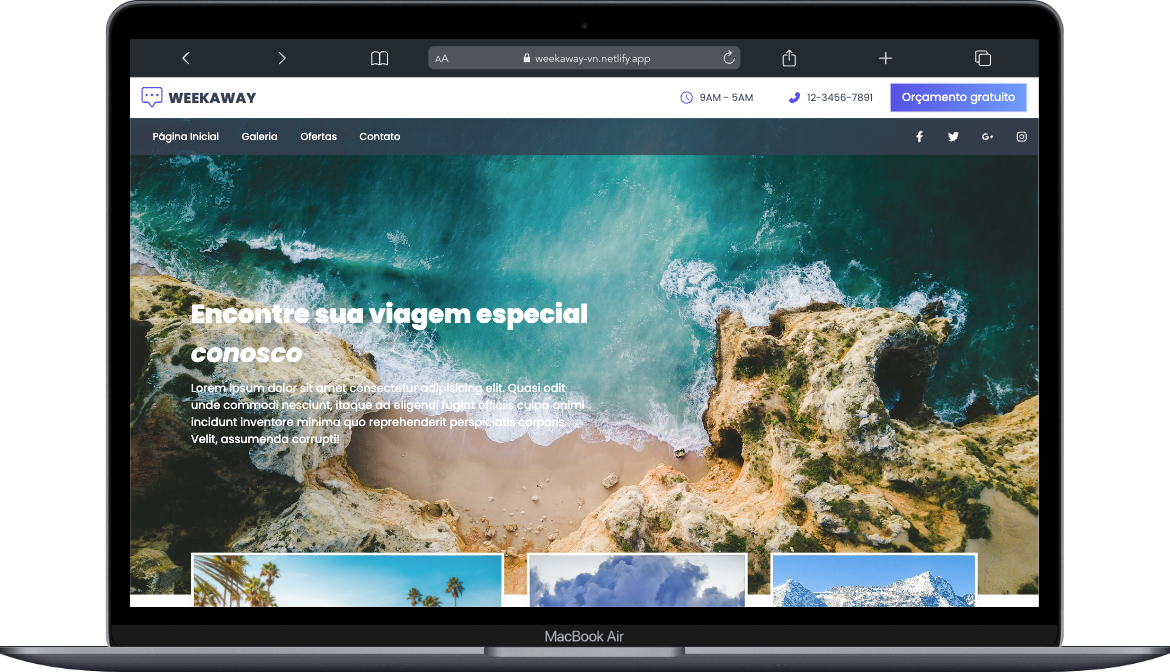 AA
weekaway-vn.netlify.app
WEEKAWAY
9AM - 5AM
12-3456-7891
Orçamento gratuito
Página Inicial
Galeria
Ofertas
Contato
G+
Encontre sua viagem especial
conosco
Lorem ipsum dolor sit amet consectetur adipisicing elit. Quasi odit
unde commodi nesciunt, itaque ad eligendi fugiat officiis culpa animi
incidunt inventore minima quo reprehenderit perspiciatis corporis.
Velit, assumenda corrupti!
MacBook Air